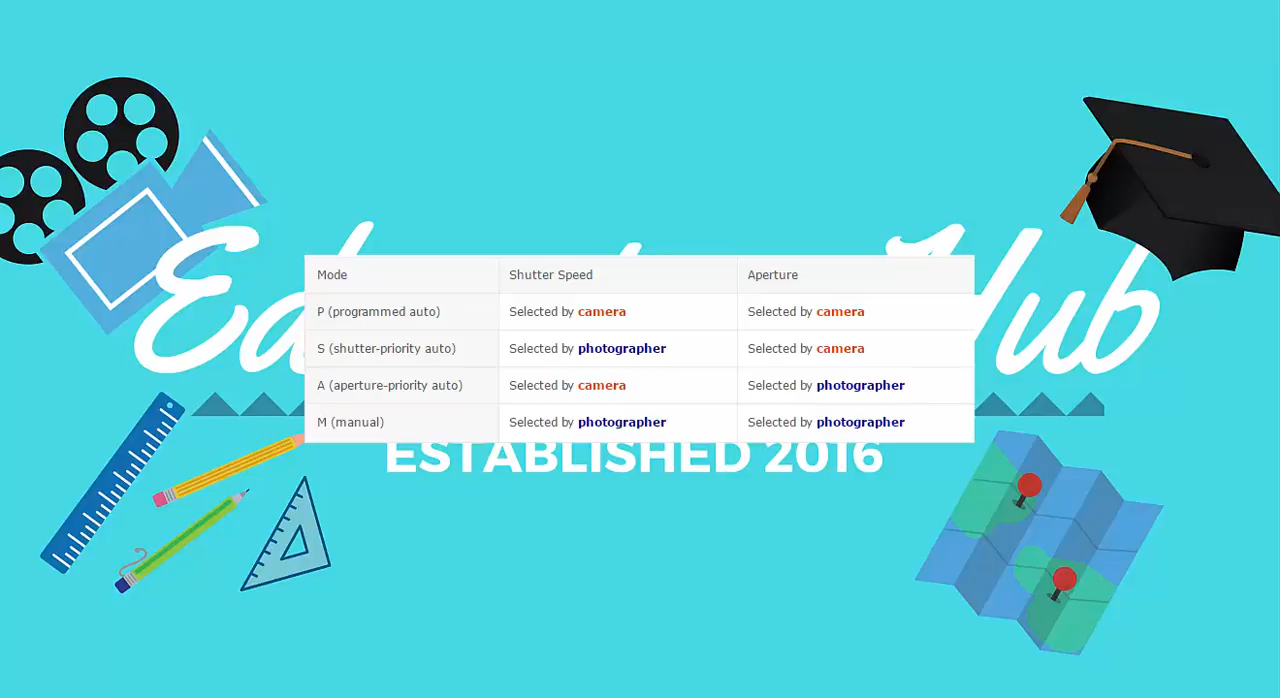 Hub
Mode Shutter Speed Aperture
P (programmed auto) Selected by camera Selected by camera
S (shutter-priority auto) Selected by photographer Selected by camera
A (aperture-priority auto) Selected by camera Selected by photographer
M (manual) Selected by photographer Selected by photographer
ESTABLISHED 2016